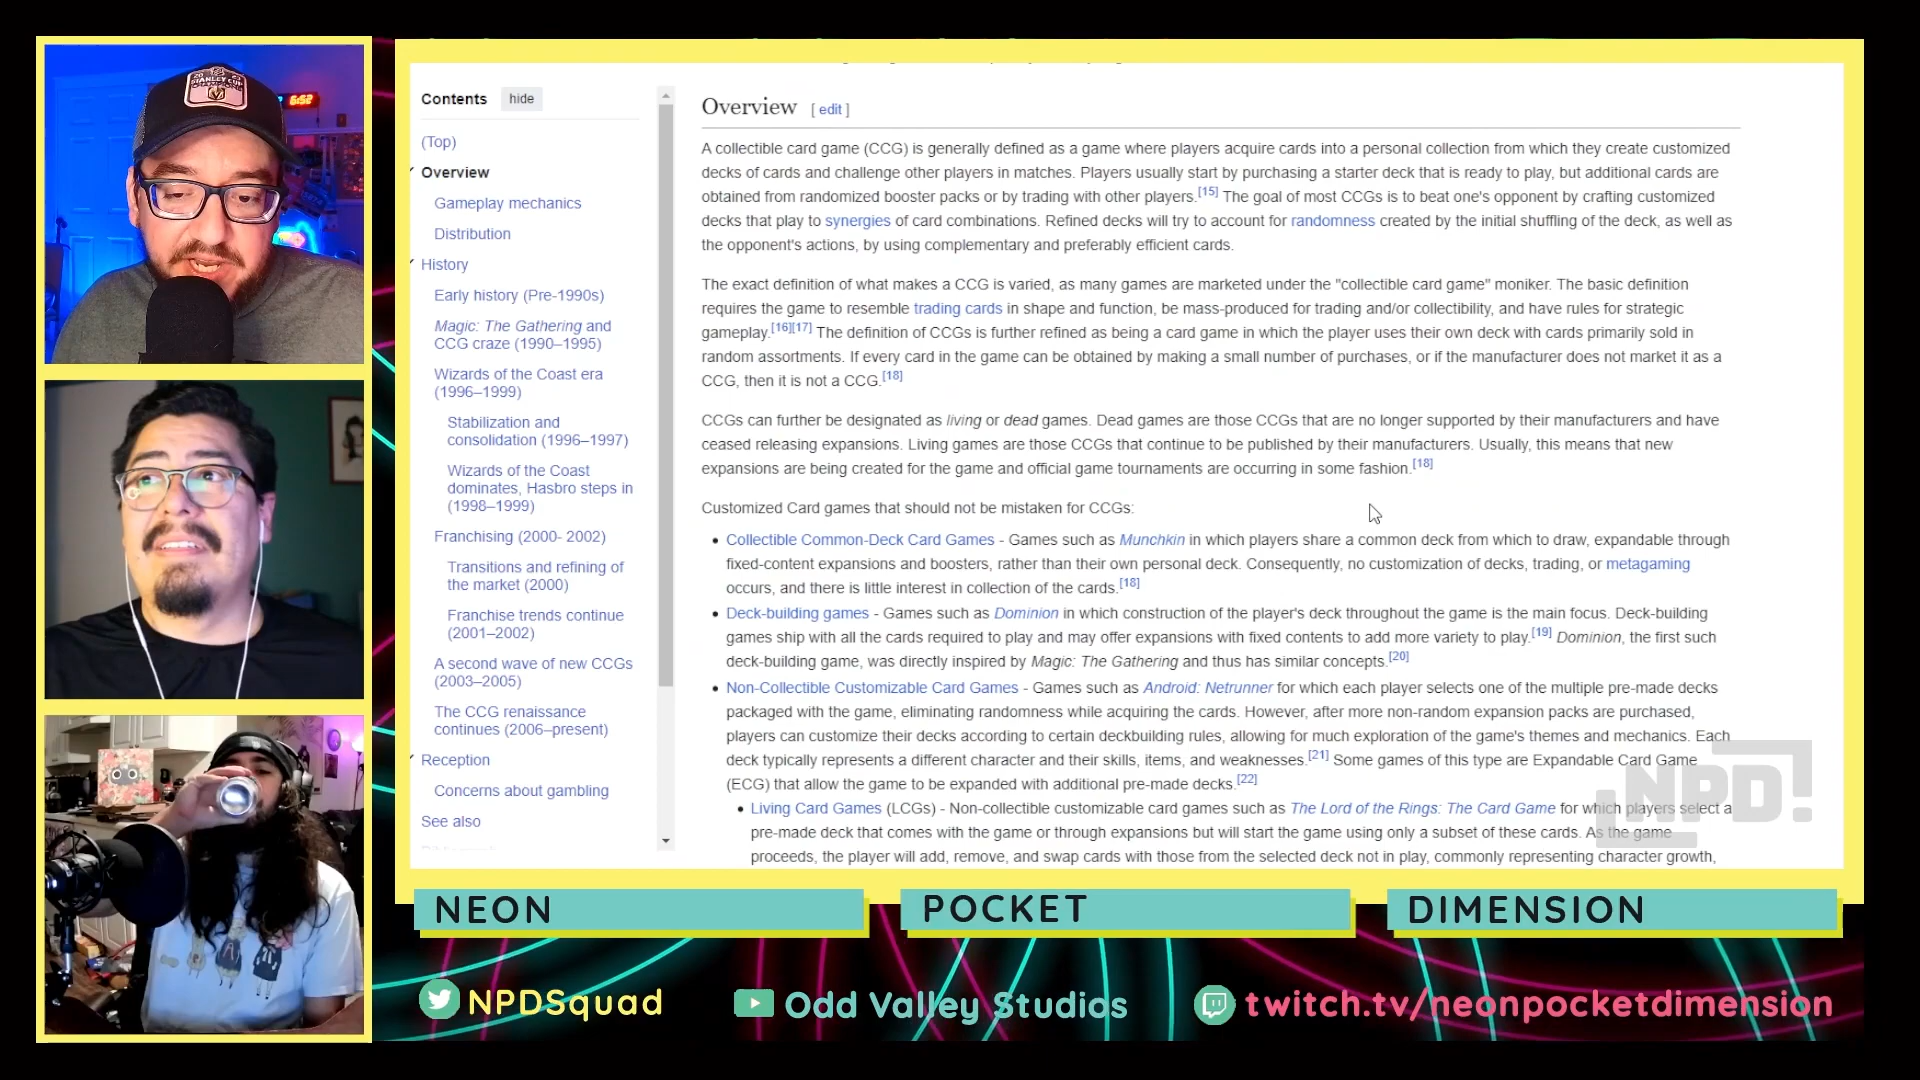 20 23
STANLEY CUP
CHAMPIONS
6:52
Contents hide
(Top)
Overview
Gameplay mechanics
Distribution
History
Early history (Pre-1990s)
Magic: The Gathering and
CCG craze (1990–1995)
Wizards of the Coast era
(1996–1999)
Stabilization and
consolidation (1996–1997)
Wizards of the Coast
dominates, Hasbro steps in
(1998–1999)
Franchising (2000- 2002)
Transitions and refining of
the market (2000)
Franchise trends continue
(2001–2002)
A second wave of new CCGs
(2003–2005)
The CCG renaissance
continues (2006–present)
Reception
Concerns about gambling
See also
Overview [ edit ]
A collectible card game (CCG) is generally defined as a game where players acquire cards into a personal collection from which they create customized
decks of cards and challenge other players in matches. Players usually start by purchasing a starter deck that is ready to play, but additional cards are
obtained from randomized booster packs or by trading with other players.[15] The goal of most CCGs is to beat one's opponent by crafting customized
decks that play to synergies of card combinations. Refined decks will try to account for randomness created by the initial shuffling of the deck, as well as
the opponent's actions, by using complementary and preferably efficient cards.
The exact definition of what makes a CCG is varied, as many games are marketed under the "collectible card game" moniker. The basic definition
requires the game to resemble trading cards in shape and function, be mass-produced for trading and/or collectibility, and have rules for strategic
gameplay.[16][17] The definition of CCGs is further refined as being a card game in which the player uses their own deck with cards primarily sold in
random assortments. If every card in the game can be obtained by making a small number of purchases, or if the manufacturer does not market it as a
CCG, then it is not a CCG.[18]
CCGs can further be designated as living or dead games. Dead games are those CCGs that are no longer supported by their manufacturers and have
ceased releasing expansions. Living games are those CCGs that continue to be published by their manufacturers. Usually, this means that new
expansions are being created for the game and official game tournaments are occurring in some fashion.[18]
Customized Card games that should not be mistaken for CCGs:
• Collectible Common-Deck Card Games - Games such as Munchkin in which players share a common deck from which to draw, expandable through
fixed-content expansions and boosters, rather than their own personal deck. Consequently, no customization of decks, trading, or metagaming
occurs, and there is little interest in collection of the cards.[18]
• Deck-building games - Games such as Dominion in which construction of the player's deck throughout the game is the main focus. Deck-building
games ship with all the cards required to play and may offer expansions with fixed contents to add more variety to play.[19] Dominion, the first such
deck-building game, was directly inspired by Magic: The Gathering and thus has similar concepts.[20]
• Non-Collectible Customizable Card Games - Games such as Android: Netrunner for which each player selects one of the multiple pre-made decks
packaged with the game, eliminating randomness while acquiring the cards. However, after more non-random expansion packs are purchased,
players can customize their decks according to certain deckbuilding rules, allowing for much exploration of the game's themes and mechanics. Each
deck typically represents a different character and their skills, items, and weaknesses.[21] Some games of this type are Expandable Card Game
(ECG) that allow the game to be expanded with additional pre-made decks.[22]
• Living Card Games (LCGs) - Non-collectible customizable card games such as The Lord of the Rings: The Card Game for which players select a
pre-made deck that comes with the game or through expansions but will start the game using only a subset of these cards. As the game
proceeds, the player will add, remove, and swap cards with those from the selected deck not in play, commonly representing character growth,
NPD!
NEON POCKET DIMENSION
NPDSquad Odd Valley Studios twitch.tv/neonpocketdimension